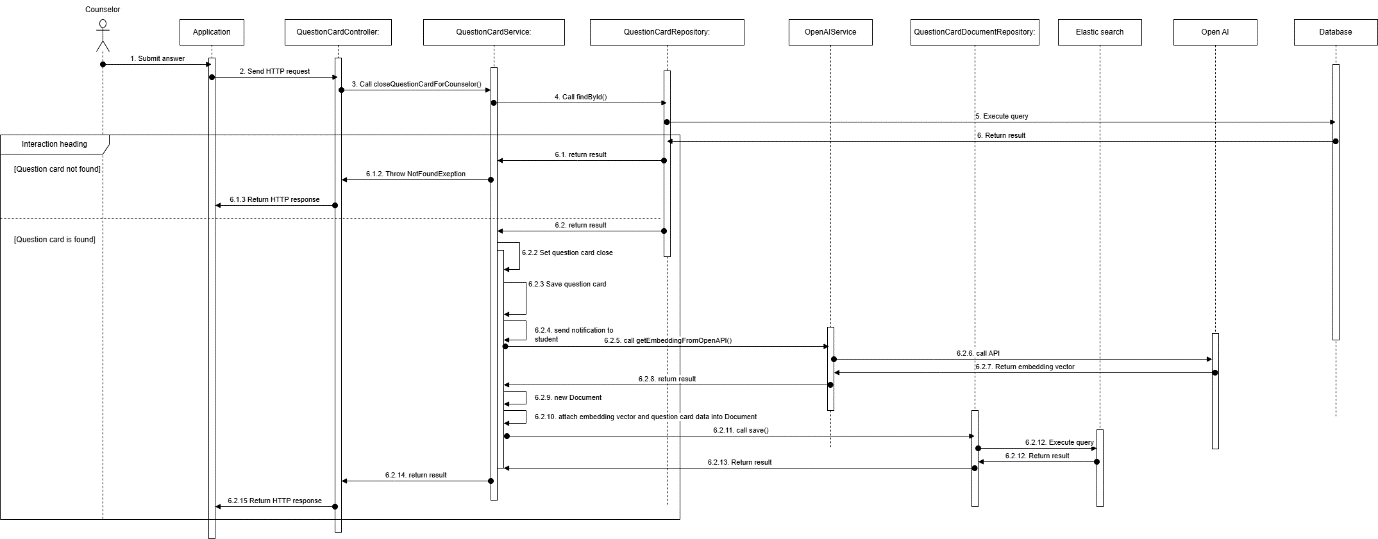 Counselor
Application
QuestionCardController:
QuestionCardService:
QuestionCardRepository:
OpenAIService
QuestionCardDocumentRepository:
Elastic search
Open AI
Database
1. Submit answer
2. Send HTTP request
3. Call closeQuestionCardForCounselor()
4. Call findById()
5. Execute query
6. Return result
Interaction heading
6.1. return result
[Question card not found]
6.1.2. Throw NotFoundExeption
6.1.3 Return HTTP response
6.2. return result
[Question card is found]
6.2.2 Set question card close
6.2.3 Save question card
6.2.4. send notification to
student
6.2.5. call getEmbeddingFromOpenAPI()
6.2.6. call API
6.2.7. Return embedding vector
6.2.8. return result
6.2.9. new Document
6.2.10. attach embedding vector and question card data into Document
6.2.11. call save()
6.2.12. Execute query
6.2.12. Return result
6.2.13. Return result
6.2.14. return result
6.2.15 Return HTTP response